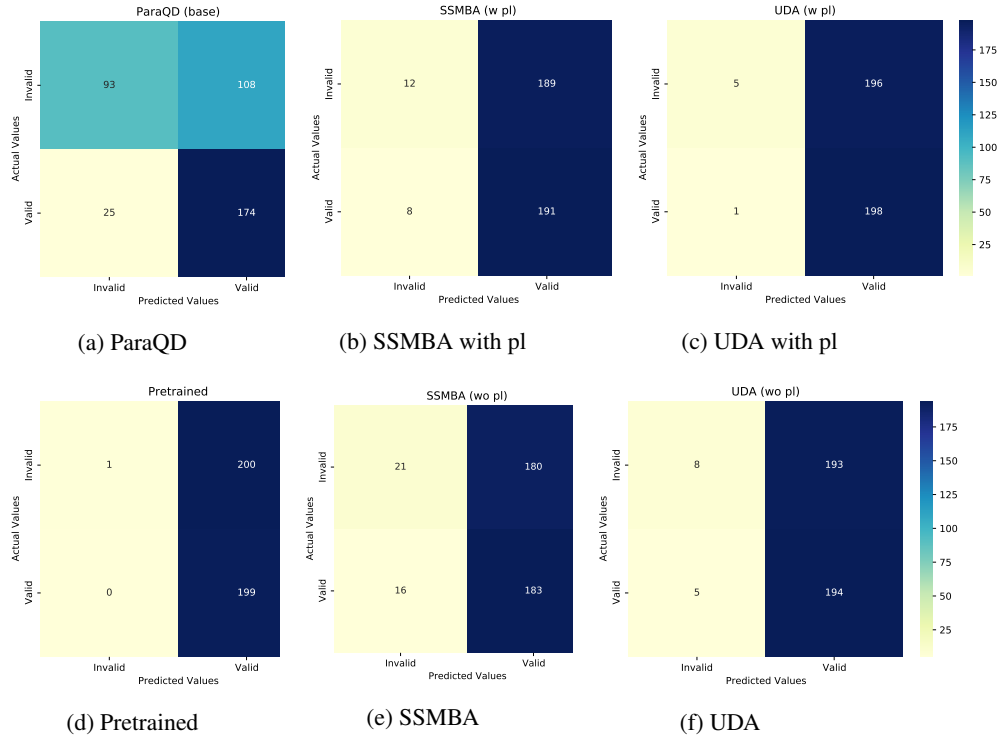 ParaQD (base)
SSMBA (w pl)
UDA (w pl)
Actual Values
Invalid
Valid
93
108
25
174
Invalid
Valid
Predicted Values
Actual Values
Invalid
Valid
12
189
8
191
Invalid
Valid
Predicted Values
Actual Values
Invalid
Valid
5
196
1
198
Invalid
Valid
Predicted Values
175
150
125
100
75
50
25
(a) ParaQD
(b) SSMBA with pl
(c) UDA with pl
Pretrained
SSMBA (wo pl)
UDA (wo pl)
Actual Values
Invalid
Valid
1
200
0
199
Invalid
Valid
Predicted Values
Actual Values
Invalid
Valid
21
180
16
183
Invalid
Valid
Predicted Values
Actual Values
Invalid
Valid
8
193
5
194
Invalid
Valid
Predicted Values
175
150
125
100
75
50
25
(d) Pretrained
(e) SSMBA
(f) UDA